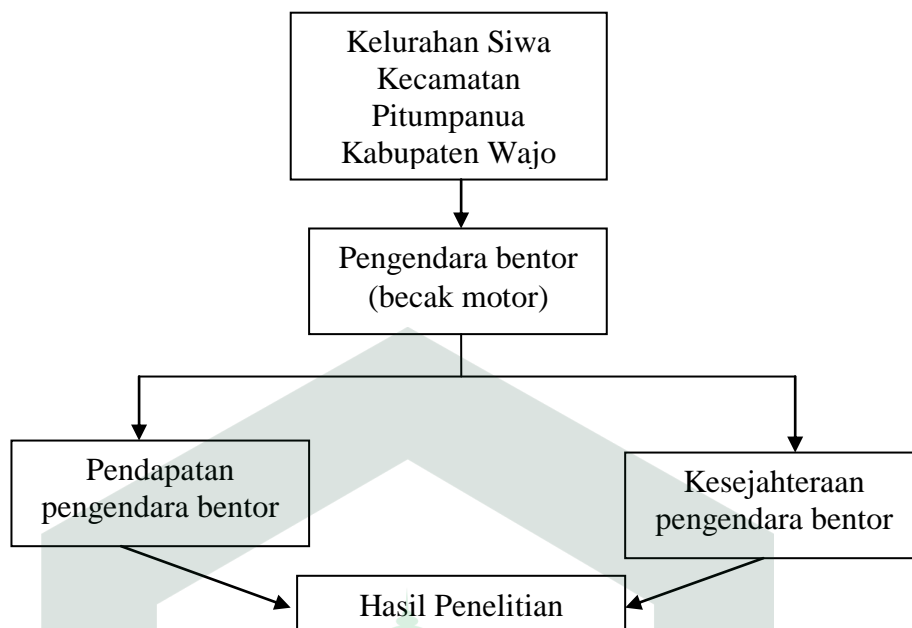 Kelurahan Siwa
Kecamatan
Pitumpanua
Kabupaten Wajo
Pengendara bentor
(becak motor)
Pendapatan
pengendara bentor
Kesejahteraan
pengendara bentor
Hasil Penelitian